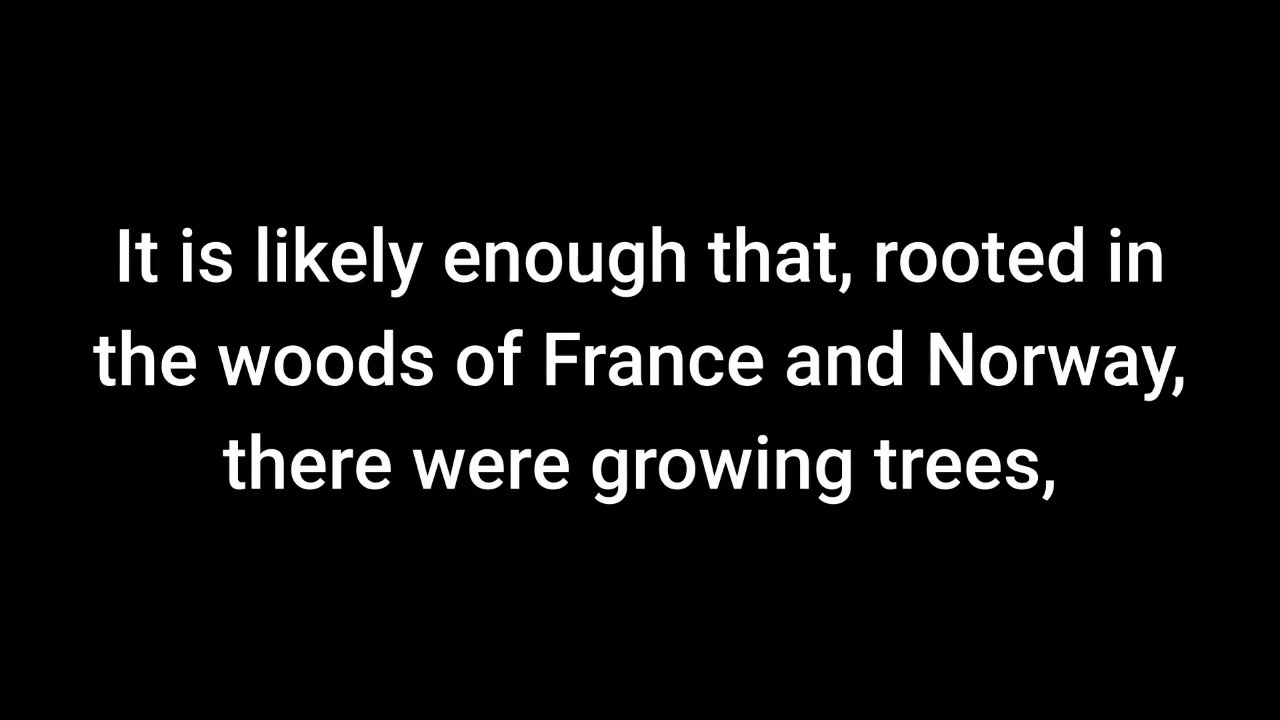 It is likely enough that, rooted in
the woods of France and Norway,
there were growing trees,